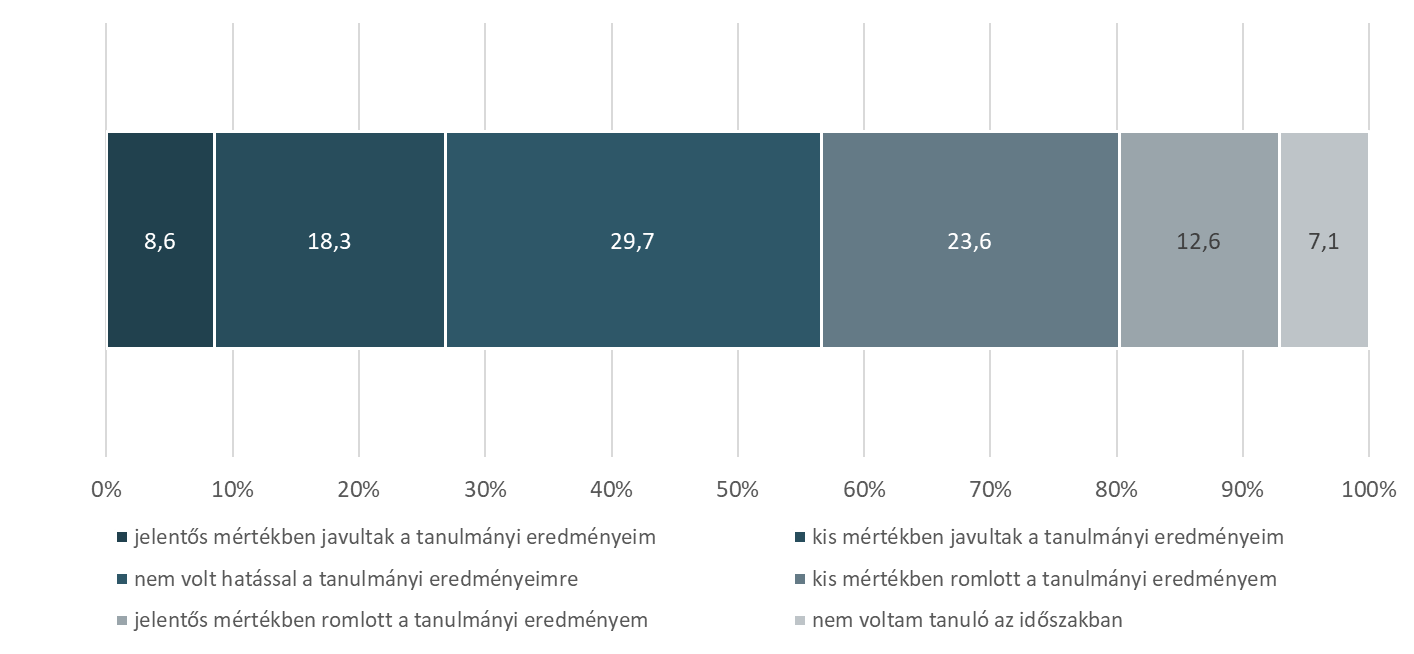 8,6 18,3 29,7 23,6 12,6 7,1
0% 10% 20% 30% 40% 50% 60% 70% 80% 90% 100%
jelentős mértékben javultak a tanulmányi eredményeim
kis mértékben javultak a tanulmányi eredményeim
nem volt hatással a tanulmányi eredményeimre
kis mértékben romlott a tanulmányi eredményem
jelentős mértékben romlott a tanulmányi eredményem
nem voltam tanuló az időszakban